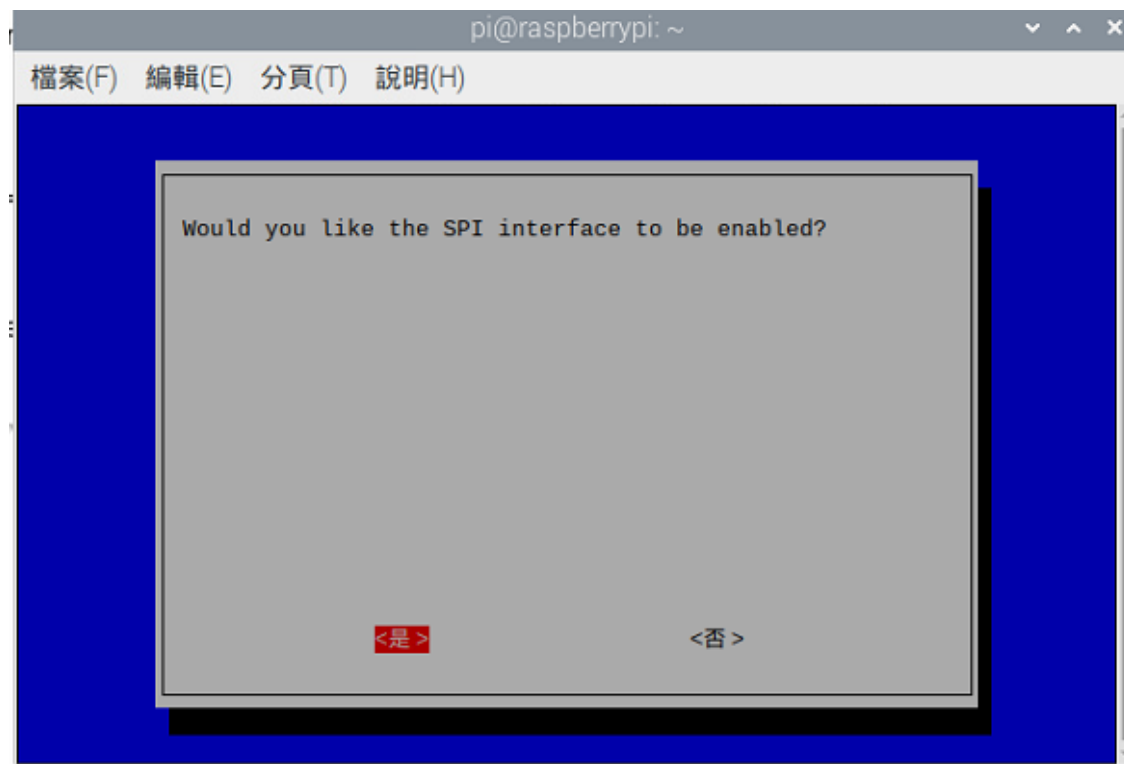 pi@raspberrypi: ~
檔案(F) 編輯(E) 分頁(T) 說明(H)
Would you like the SPI interface to be enabled?
<是> <否>